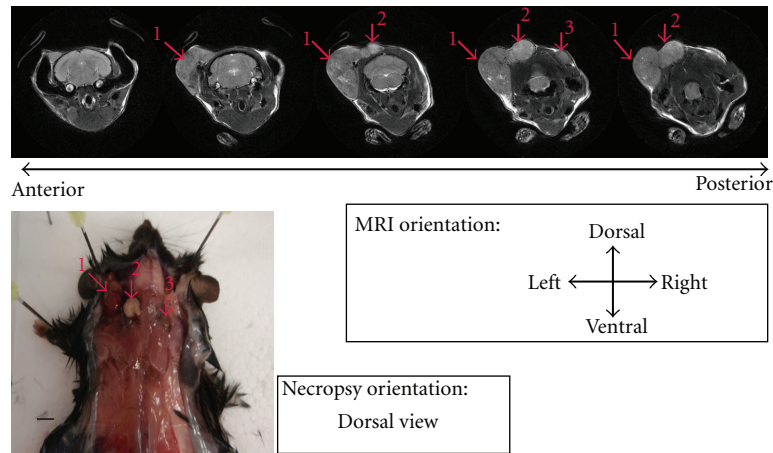 1
1
2
1
2
3
1
2
Anterior
Posterior
1
2
3
MRI orientation:
Dorsal
Left
Right
Ventral
Necropsy orientation:
Dorsal view